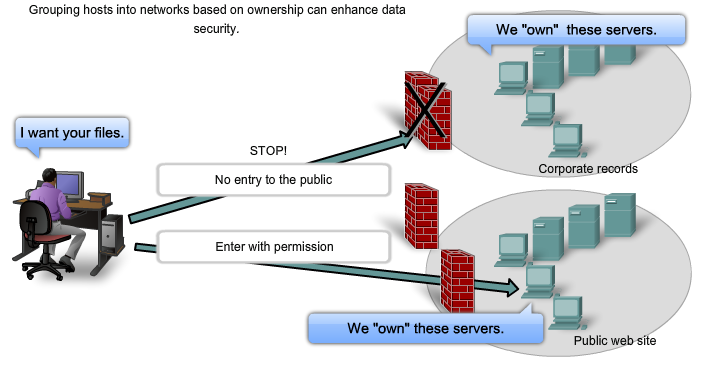 Grouping hosts into networks based on ownership can enhance data
security.
We "own"  these servers.
I want your files.
STOP!
No entry to the public
Corporate records
Enter with permission
We "own" these servers.
Public web site